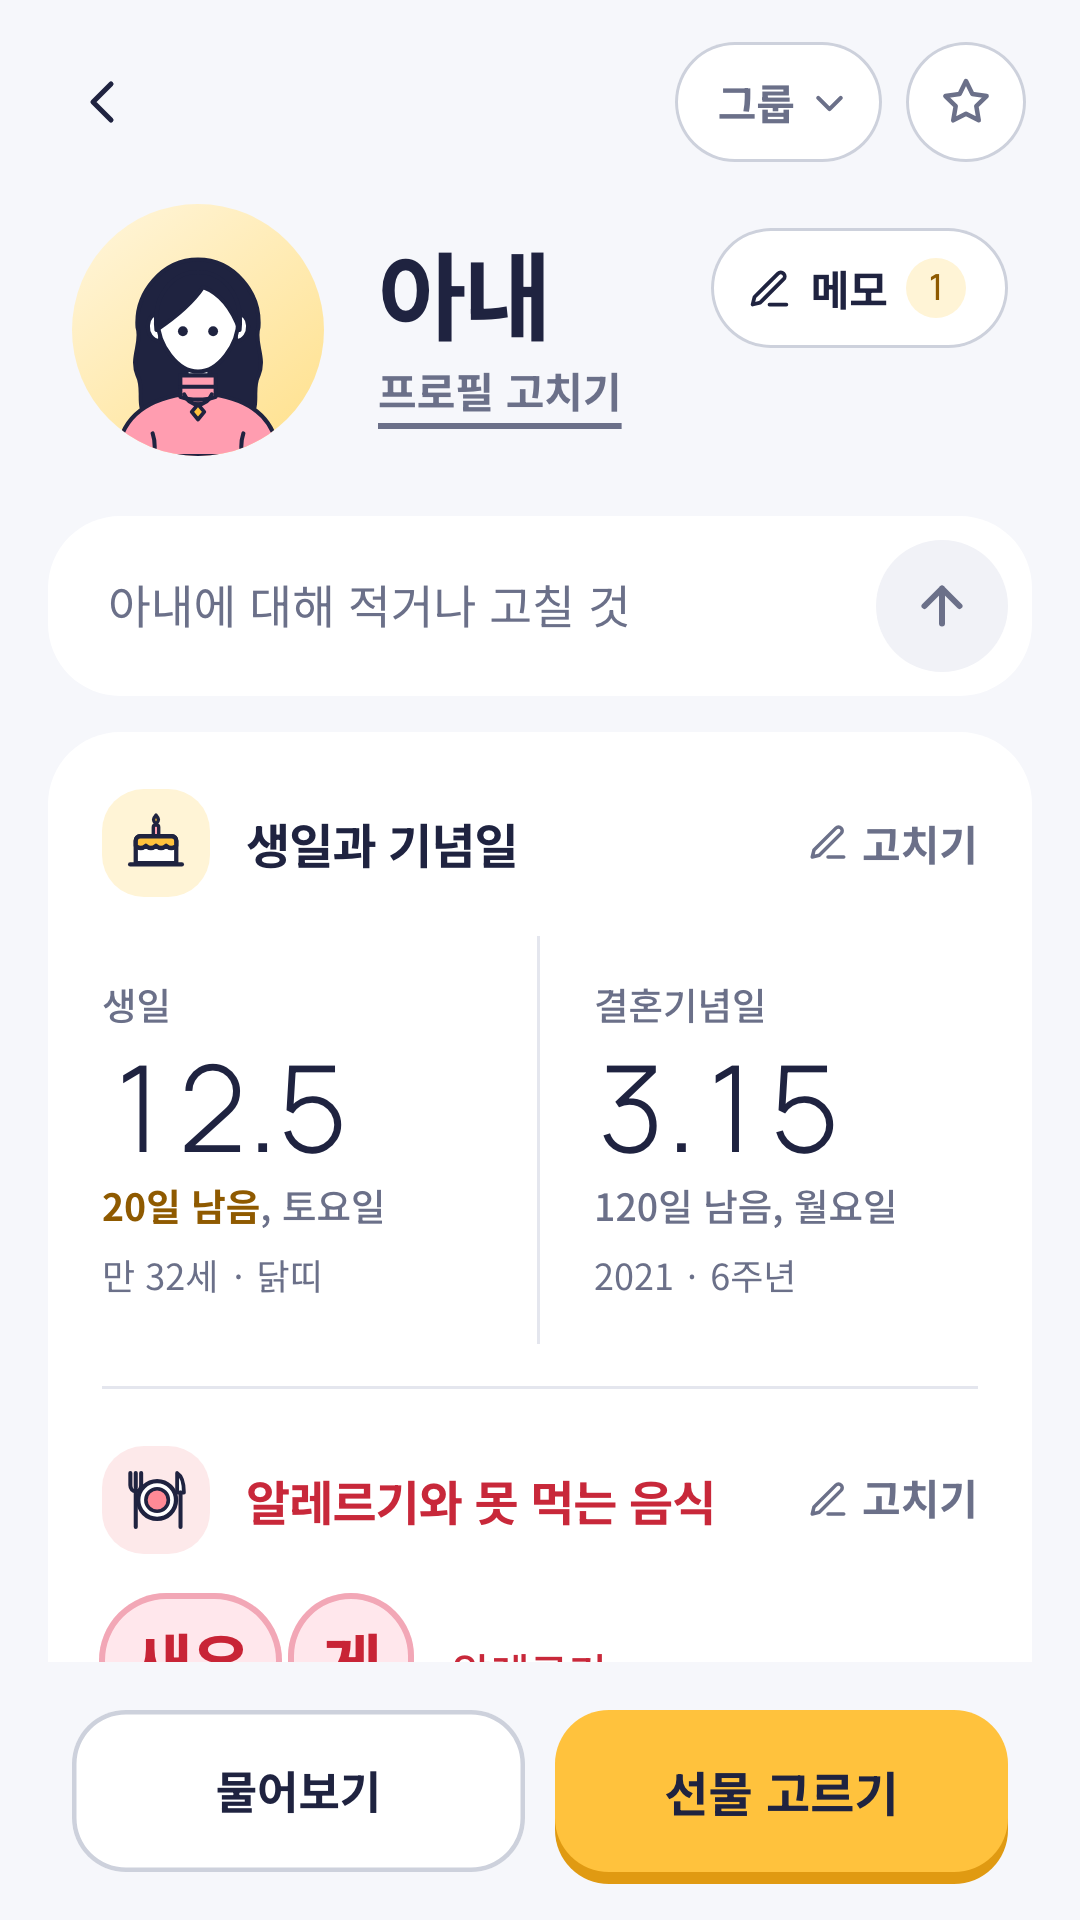 그룹
아내
메모 1
프로필 고치기
아내에 대해 적거나 고칠 것
생일과 기념일
고치기
생일
12.5
20일 남음, 토요일
만 32세 · 닭띠
결혼기념일
3.15
120일 남음, 월요일
2021 · 6주년
알레르기와 못 먹는 음식
고치기
물어보기
선물 고르기